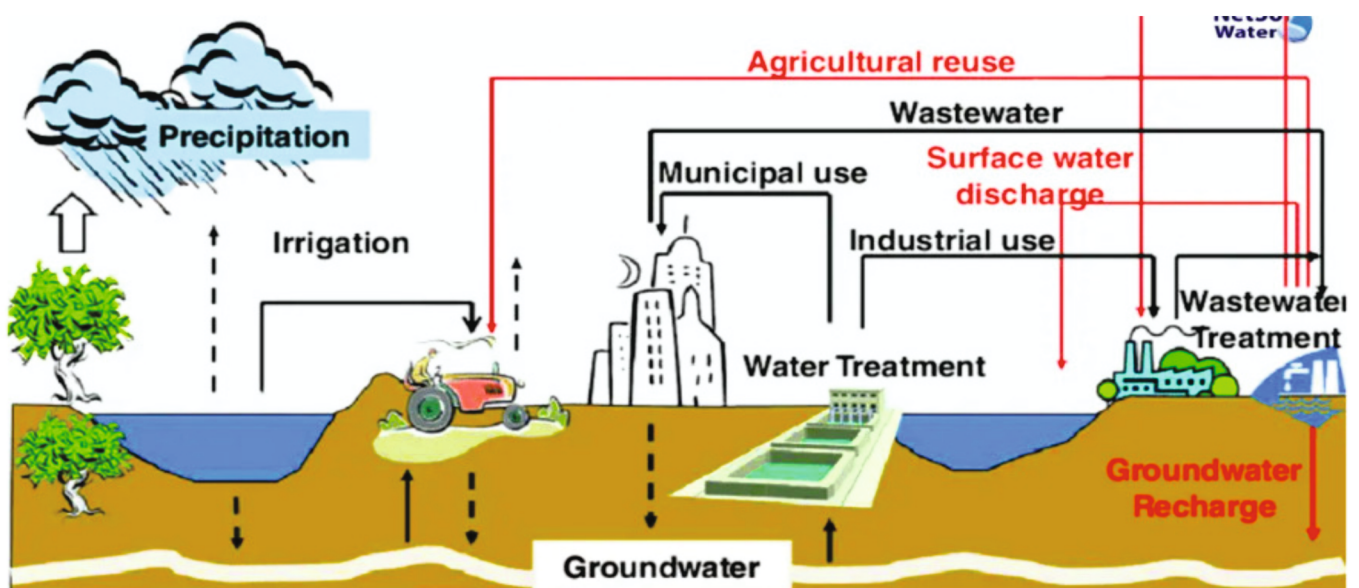 Water
Agricultural reuse
Wastewater
Precipitation
Surface water
discharge
Municipal use
Irrigation
Industrial use
Wastewater
Treatment
Water Treatment
Groundwater
Recharge
Groundwater